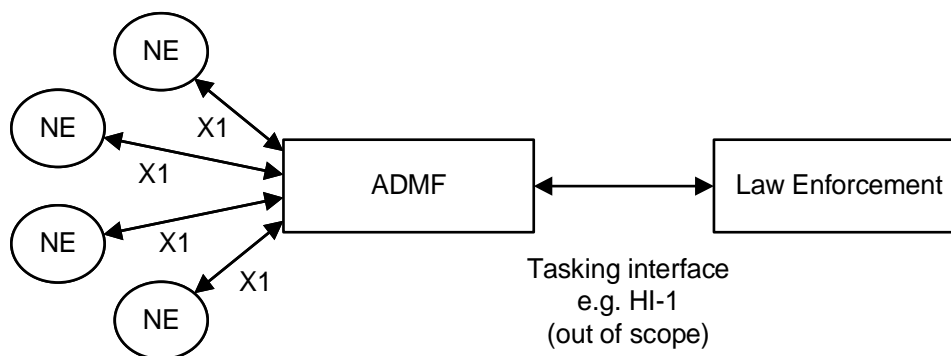 NE
X1
NE
X1
NE
X1
NE
X1
ADMF
Law Enforcement
Tasking interface
e.g. HI-1
(out of scope)